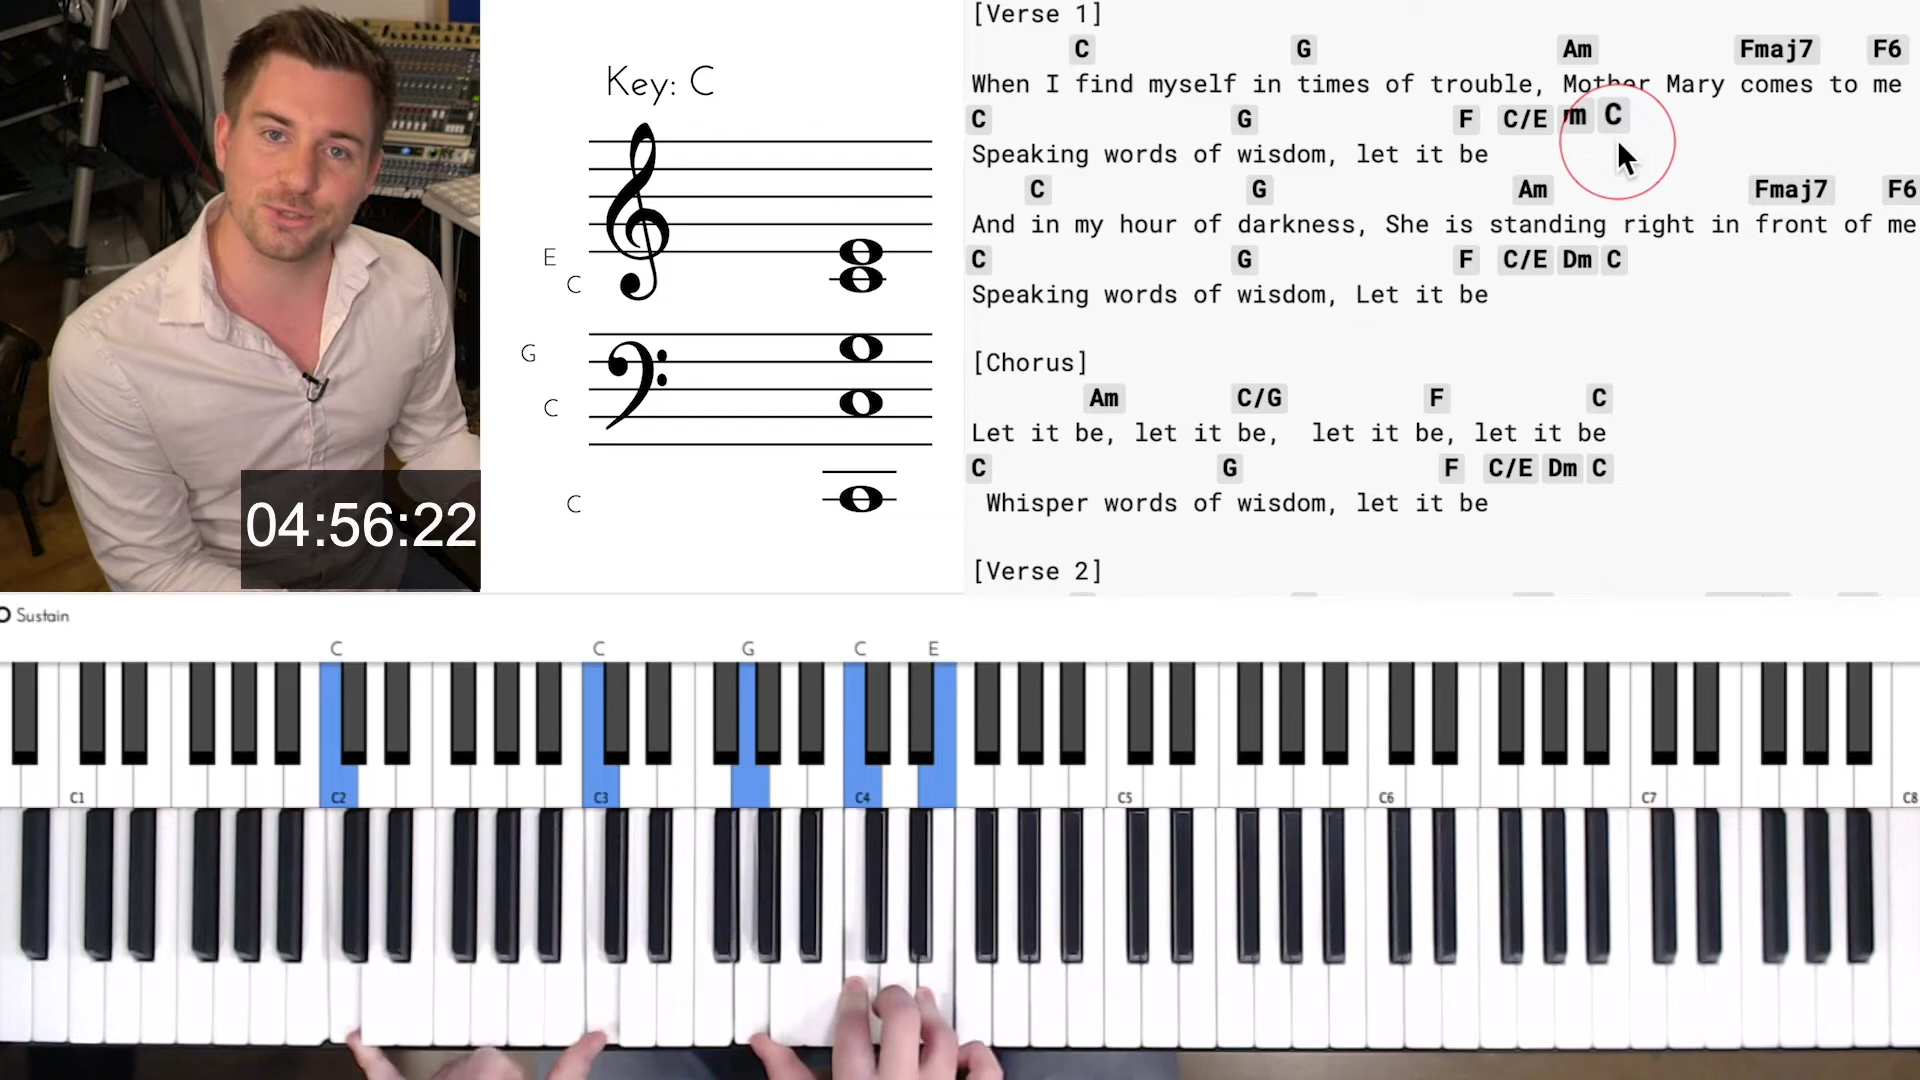 Key: C
E
C
G
C
C
04:56:22
[Verse 1]
C G Am Fmaj7 F6
When I find myself in times of trouble, Mother Mary comes to me
C G F C/E m C
Speaking words of wisdom, let it be
C G Am Fmaj7 F6
And in my hour of darkness, She is standing right in front of me
C G F C/E Dm C
Speaking words of wisdom, Let it be
[Chorus]
Am C/G F C
Let it be, let it be, let it be, let it be
C G F C/E Dm C
Whisper words of wisdom, let it be
[Verse 2]
Sustain
C C G C E
C1 C2 C3 C4 C5 C6 C7 C8